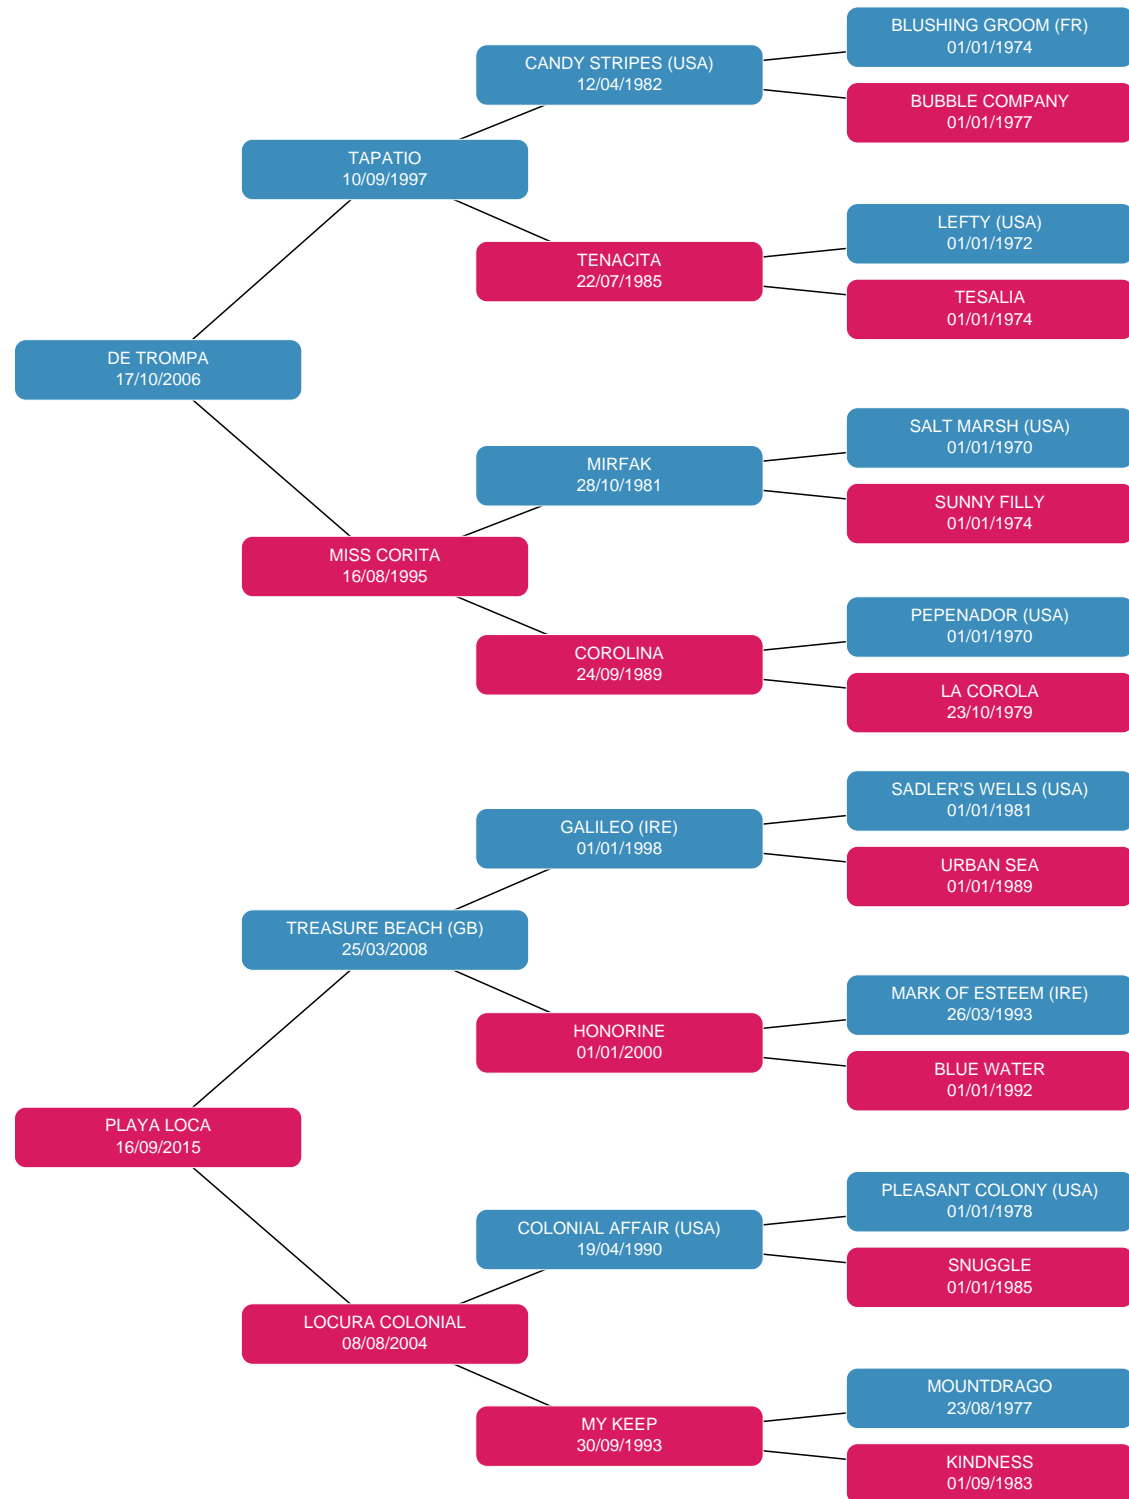 BLUSHING GROOM (FR)
01/01/1974
CANDY STRIPES (USA)
12/04/1982
BUBBLE COMPANY
01/01/1977
TAPATIO
10/09/1997
LEFTY (USA)
01/01/1972
TENACITA
22/07/1985
TESALIA
01/01/1974
DE TROMPA
17/10/2006
SALT MARSH (USA)
01/01/1970
MIRFAK
28/10/1981
SUNNY FILLY
01/01/1974
MISS CORITA
16/08/1995
PEPENADOR (USA)
01/01/1970
COROLINA
24/09/1989
LA COROLA
23/10/1979
SADLER'S WELLS (USA)
01/01/1981
GALILEO (IRE)
01/01/1998
URBAN SEA
01/01/1989
TREASURE BEACH (GB)
25/03/2008
MARK OF ESTEEM (IRE)
26/03/1993
HONORINE
01/01/2000
BLUE WATER
01/01/1992
PLAYA LOCA
16/09/2015
PLEASANT COLONY (USA)
01/01/1978
COLONIAL AFFAIR (USA)
19/04/1990
SNUGGLE
01/01/1985
LOCURA COLONIAL
08/08/2004
MOUNTDRAGO
23/08/1977
MY KEEP
30/09/1993
KINDNESS
01/09/1983